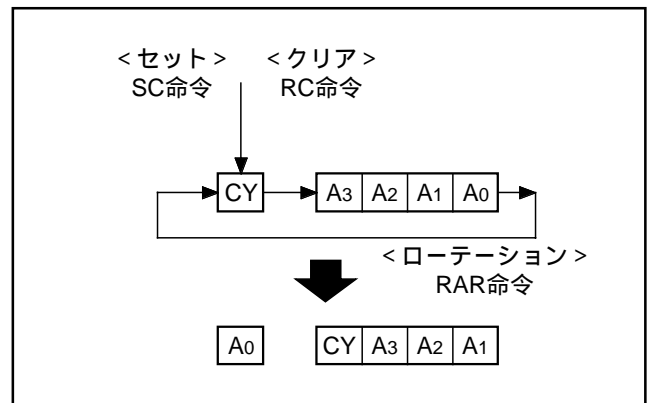 <セット> <クリア>
SC命令 RC命令
CY A3 A2 A1 A0
<ローテーション>
RAR命令
A0 CY A3 A2 A1